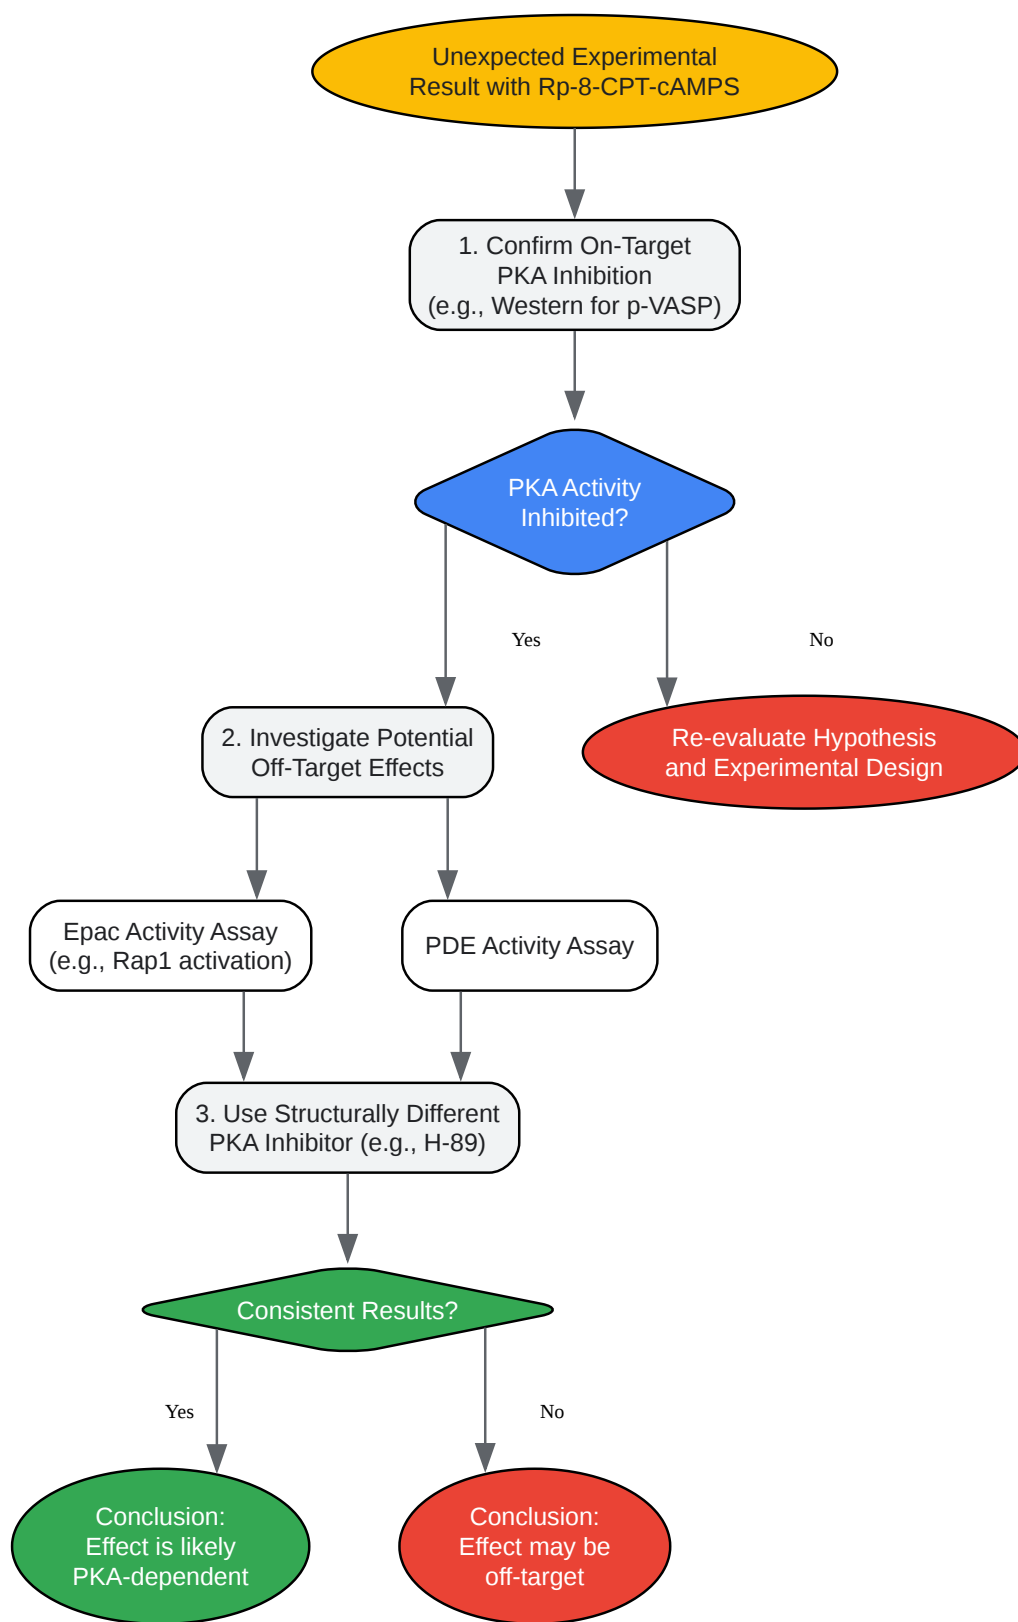 Unexpected Experimental
Result with Rp-8-CPT-cAMPS
1. Confirm On-Target
PKA Inhibition
(e.g., Western for p-VASP)
PKA Activity
Inhibited?
Yes
No
2. Investigate Potential
Off-Target Effects
Re-evaluate Hypothesis
and Experimental Design
Epac Activity Assay
(e.g., Rap1 activation)
PDE Activity Assay
3. Use Structurally Different
PKA Inhibitor (e.g., H-89)
Consistent Results?
Yes
No
Conclusion:
Effect is likely
PKA-dependent
Conclusion:
Effect may be
off-target